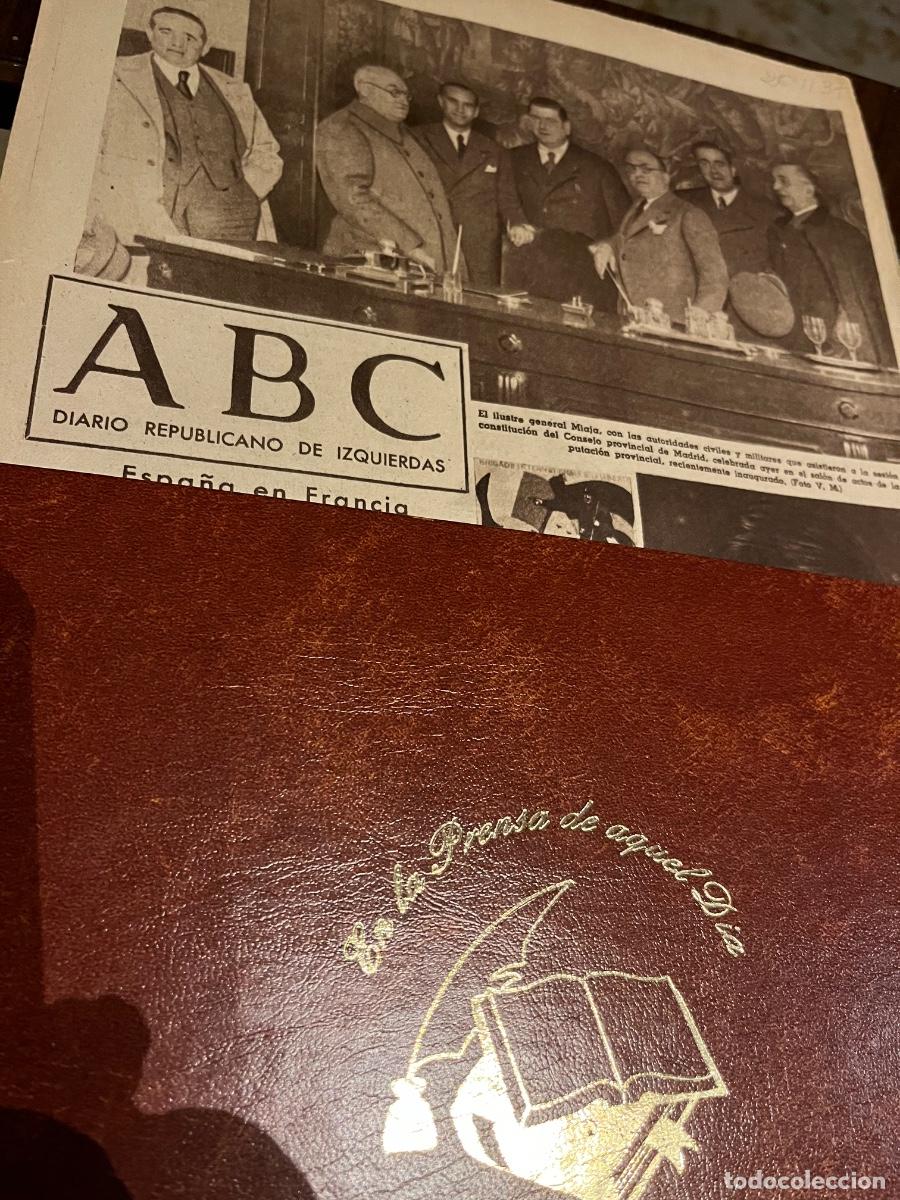 ABC
DIARIO REPUBLICANO DE IZQUIERDAS
El ilustre general Miaja, con las autoridades civiles y militares que asistieron a la sesión
constitución del Consejo provincial de Madrid, celebrada ayer en el salón de actos de la
putación provincial, recientemente inaugurado. (Foto V. M.)
España en Francia
En la Prensa de aquel Dia
todocoleccion